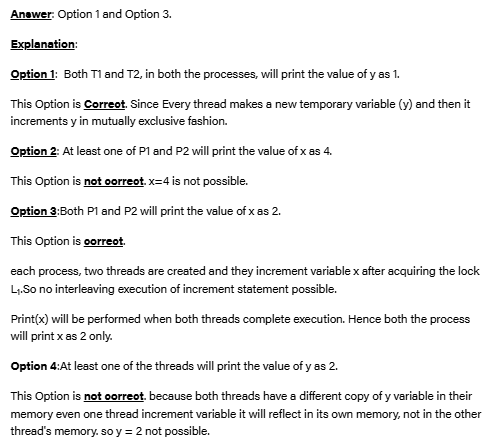 Answer: Option 1 and Option 3.
Explanation:
Option 1:  Both T1 and T2, in both the processes, will print the value of y as 1.
This Option is Correct. Since Every thread makes a new temporary variable (y) and then it
increments y in mutually exclusive fashion.
Option 2: At least one of P1 and P2 will print the value of x as 4.
This Option is not correct. x=4 is not possible.
Option 3:Both P1 and P2 will print the value of x as 2.
This Option is correct.
each process, two threads are created and they increment variable x after acquiring the lock
L₁.So no interleaving execution of increment statement possible.
Print(x) will be performed when both threads complete execution. Hence both the process
will print x as 2 only.
Option 4:At least one of the threads will print the value of y as 2.
This Option is not correct. because both threads have a different copy of y variable in their
memory even one thread increment variable it will reflect in its own memory, not in the other
thread's memory. so y = 2 not possible.